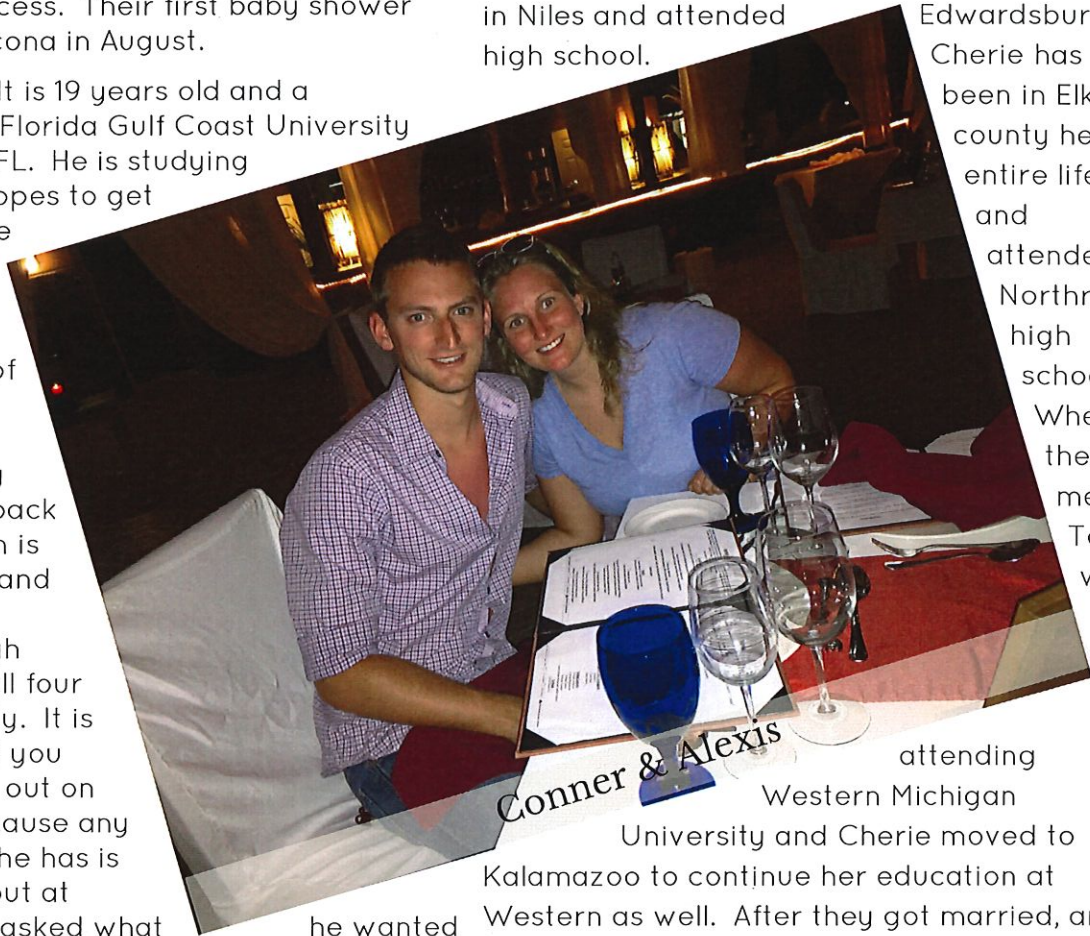 cess. Their first baby shower
cona in August.
lt is 19 years old and a
Florida Gulf Coast University
FL. He is studying
opes to get
e
of
back
n is
and
ah
ll four
y. It is
you
out on
ause any
he has is
out at
asked what
he wanted
in Niles and attended
high school.
Conner & Alexis
Edwardsbur
Cherie has
been in Elk
county he
entire life
and
attende
Northr
high
schoo
Whe
the
me
To
attending
Western Michigan
University and Cherie moved to
Kalamazoo to continue her education at
Western as well. After they got married, a